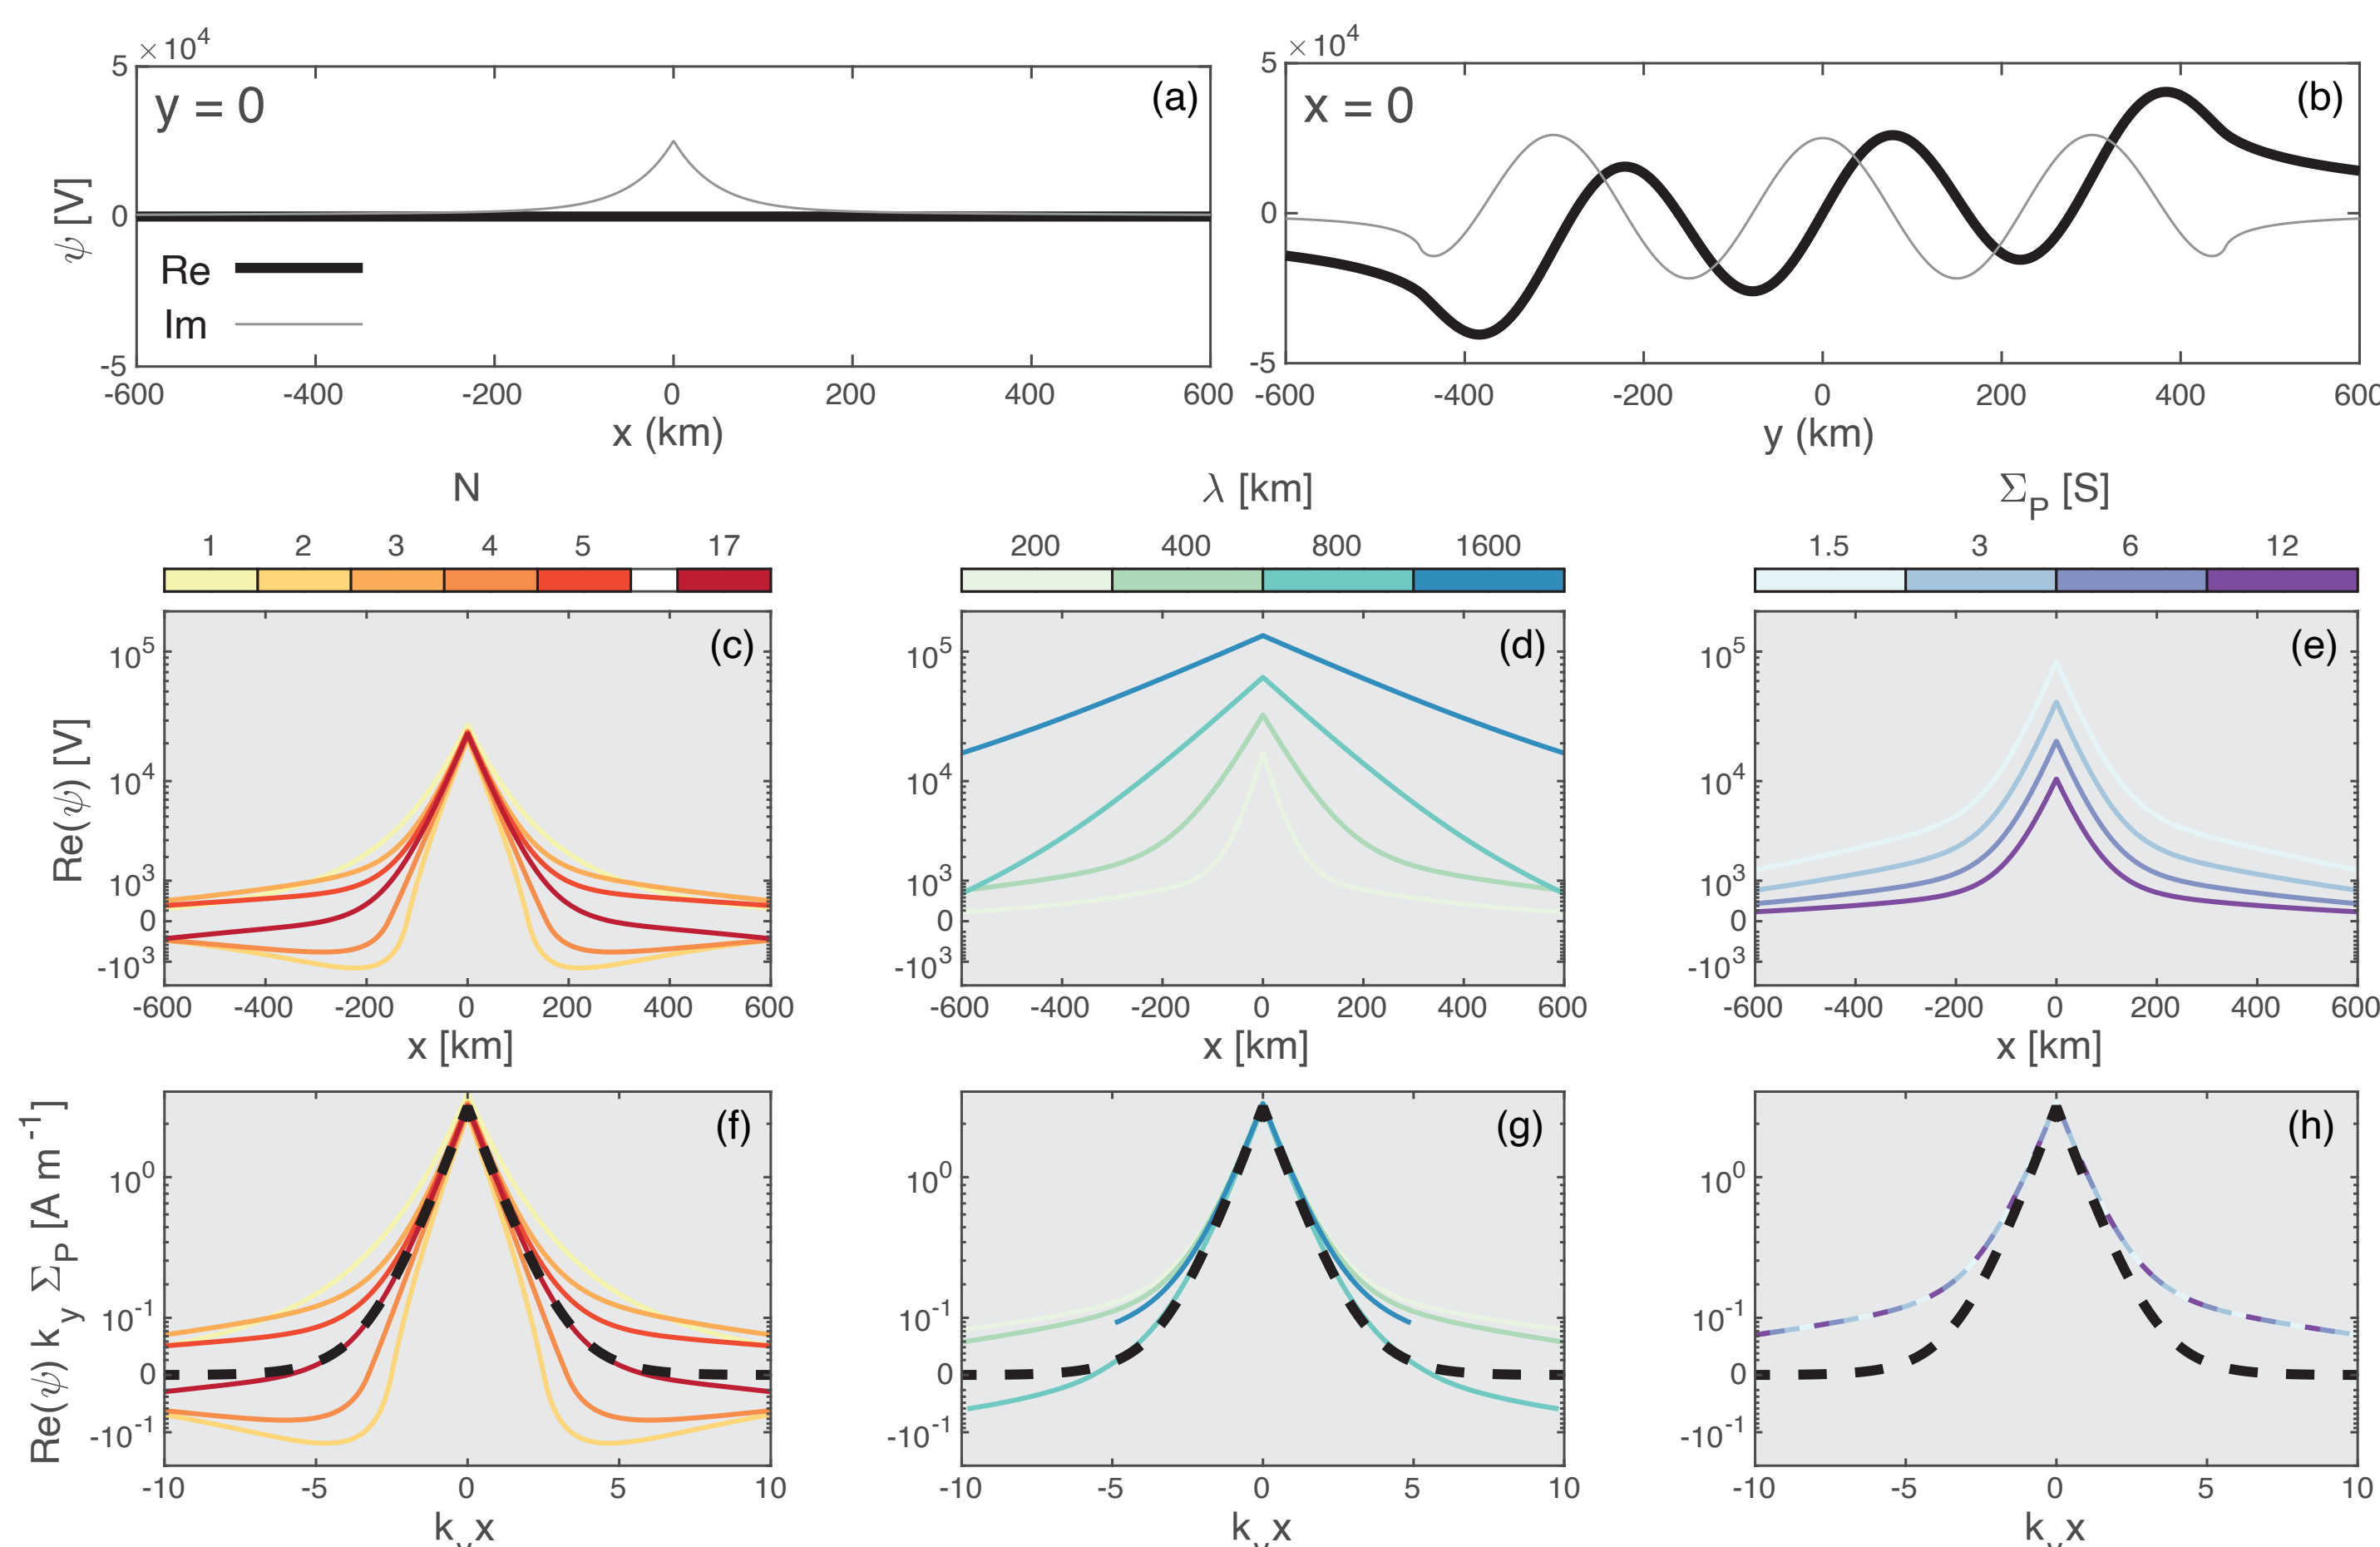 ×10^4
×10^4
5
0
-5
ψ [V]
y = 0
(a)
Re
Im
-600 -400 -200 0 200 400 600
x (km)
5
0
-5
x = 0
(b)
-600 -400 -200 0 200 400 600
y (km)
N
1 2 3 4 5 17
λ [km]
200 400 800 1600
Σ_P [S]
1.5 3 6 12
Re(ψ) [V]
10^5
10^4
10^3
0
-10^3
(c)
-600 -400 -200 0 200 400 600
x [km]
10^5
10^4
10^3
0
-10^3
(d)
-600 -400 -200 0 200 400 600
x [km]
10^5
10^4
10^3
0
-10^3
(e)
-600 -400 -200 0 200 400 600
x [km]
Re(ψ) k_y Σ_P [A m^-1]
10^0
10^-1
0
-10^-1
(f)
-10 -5 0 5 10
k_y x
10^0
10^-1
0
-10^-1
(g)
-10 -5 0 5 10
k_y x
10^0
10^-1
0
-10^-1
(h)
-10 -5 0 5 10
k_y x